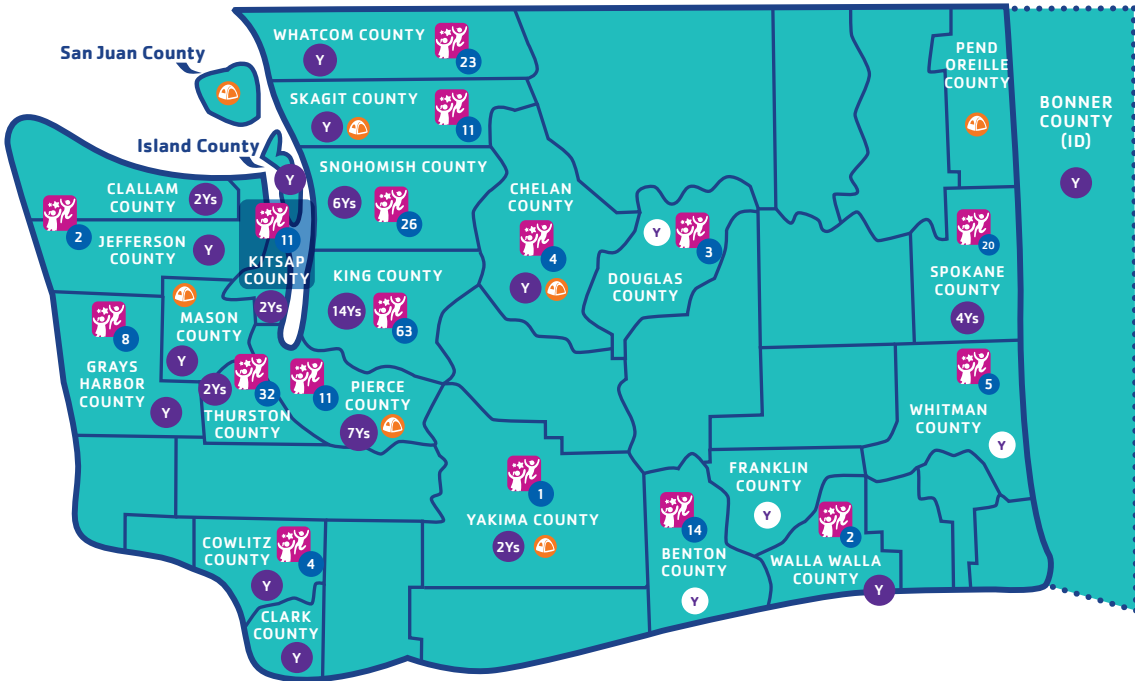 WHATCOM COUNTY
Y
23
San Juan County
SKAGIT COUNTY
Y
11
Island County
Y
SNOHOMISH COUNTY
6Ys
26
CLALLAM
COUNTY
2Ys
2
JEFFERSON
COUNTY
Y
11
KITSAP
COUNTY
2Ys
KING COUNTY
14Ys
63
CHELAN
COUNTY
4
Y
Y
3
DOUGLAS
COUNTY
PEND
OREILLE
COUNTY
BONNER
COUNTY
(ID)
Y
20
SPOKANE
COUNTY
4Ys
MASON
COUNTY
Y
8
GRAYS
HARBOR
COUNTY
Y
2Ys
32
THURSTON
COUNTY
11
PIERCE
COUNTY
7Ys
5
WHITMAN
COUNTY
Y
1
YAKIMA COUNTY
2Ys
14
BENTON
COUNTY
Y
FRANKLIN
COUNTY
Y
2
WALLA WALLA
COUNTY
Y
COWLITZ
COUNTY
4
Y
CLARK
COUNTY
Y